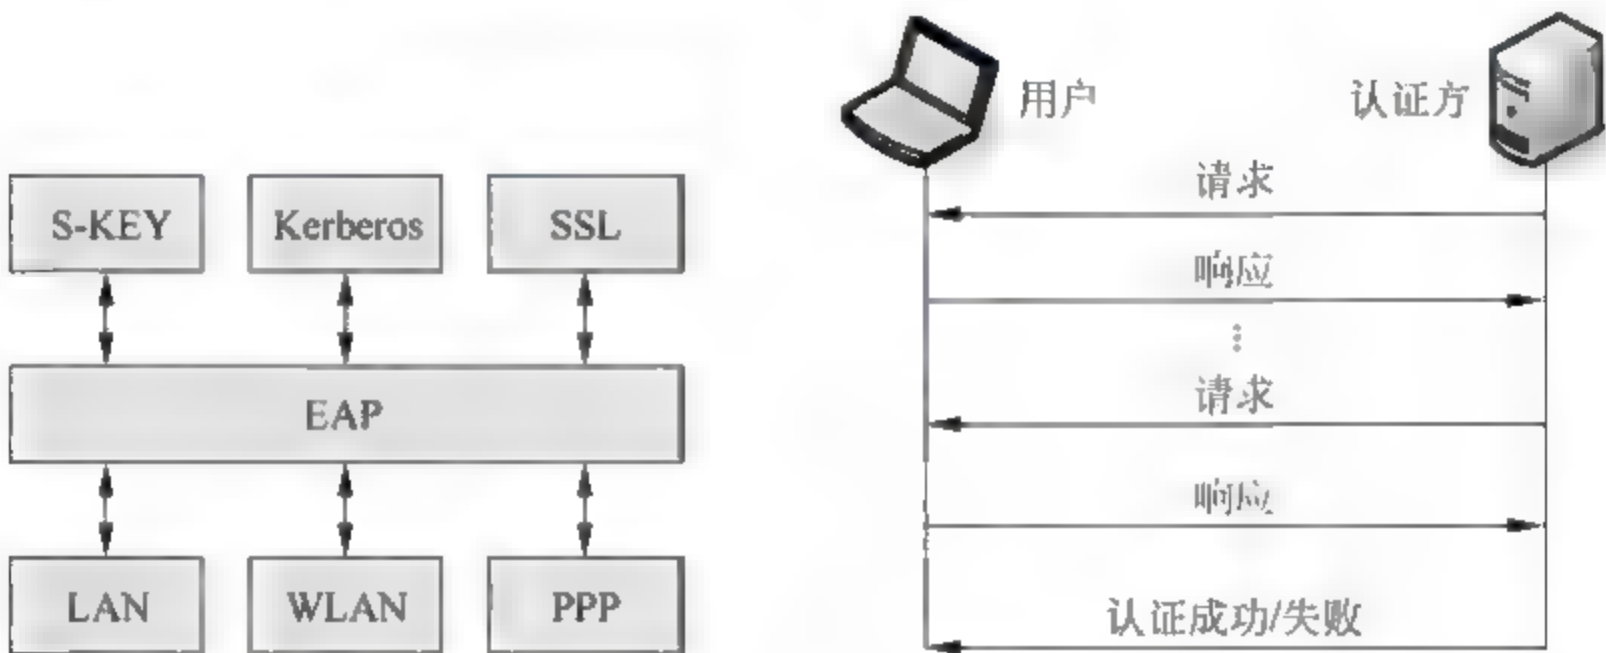 用户
认证方
请求
S-KEY
Kerberos
SSL
响应
⋮
请求
EAP
响应
LAN
WLAN
PPP
认证成功/失败